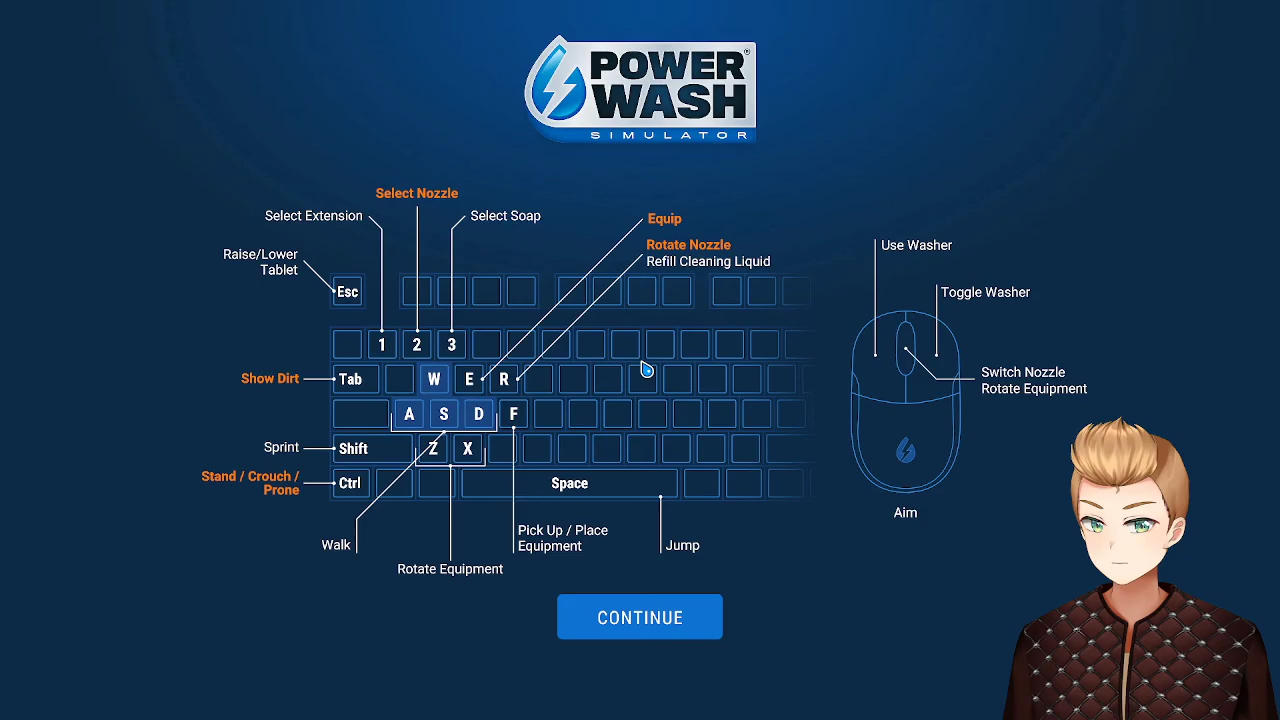 POWER®
WASH
SIMULATOR
Select Nozzle
Select Extension
Select Soap
Equip
Raise/Lower
Tablet
Rotate Nozzle
Refill Cleaning Liquid
Use Washer
Toggle Washer
Esc
1 2 3
Show Dirt
Tab W E R
Switch Nozzle
Rotate Equipment
A S D F
Sprint
Shift Z X
Stand / Crouch /
Prone
Ctrl Space
Aim
Walk
Pick Up / Place
Equipment
Jump
Rotate Equipment
CONTINUE